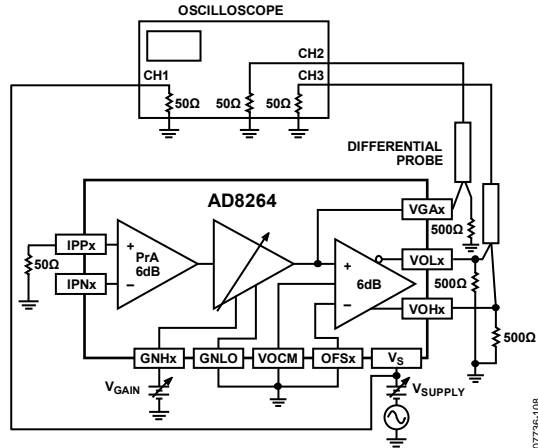 OSCILLOSCOPE
CH1
CH2
CH3
50Ω
50Ω
50Ω
DIFFERENTIAL
PROBE
AD8264
IPPx
IPNx
50Ω
+
−
PrA
6dB
+
−
6dB
VGAx
500Ω
VOLx
500Ω
VOHx
500Ω
GNHx
GNLO
VOCM
OFSx
VS
VGAIN
VSUPPLY
07736-108